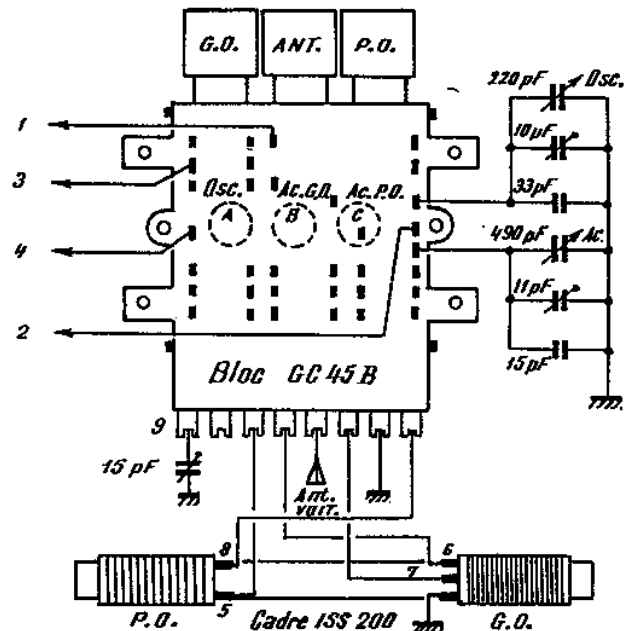 G.O. ANT. P.O.
220 pF Osc.
1
10 pF
3
Osc. Ac.G.O. Ac.P.O.
33 pF
A B C
490 pF Ac.
4
11 pF
2
15 pF
Bloc GC 45 B
9
15 pF
Ant.
voit.
8 6
7
5
P.O. Cadre ISS 200 G.O.